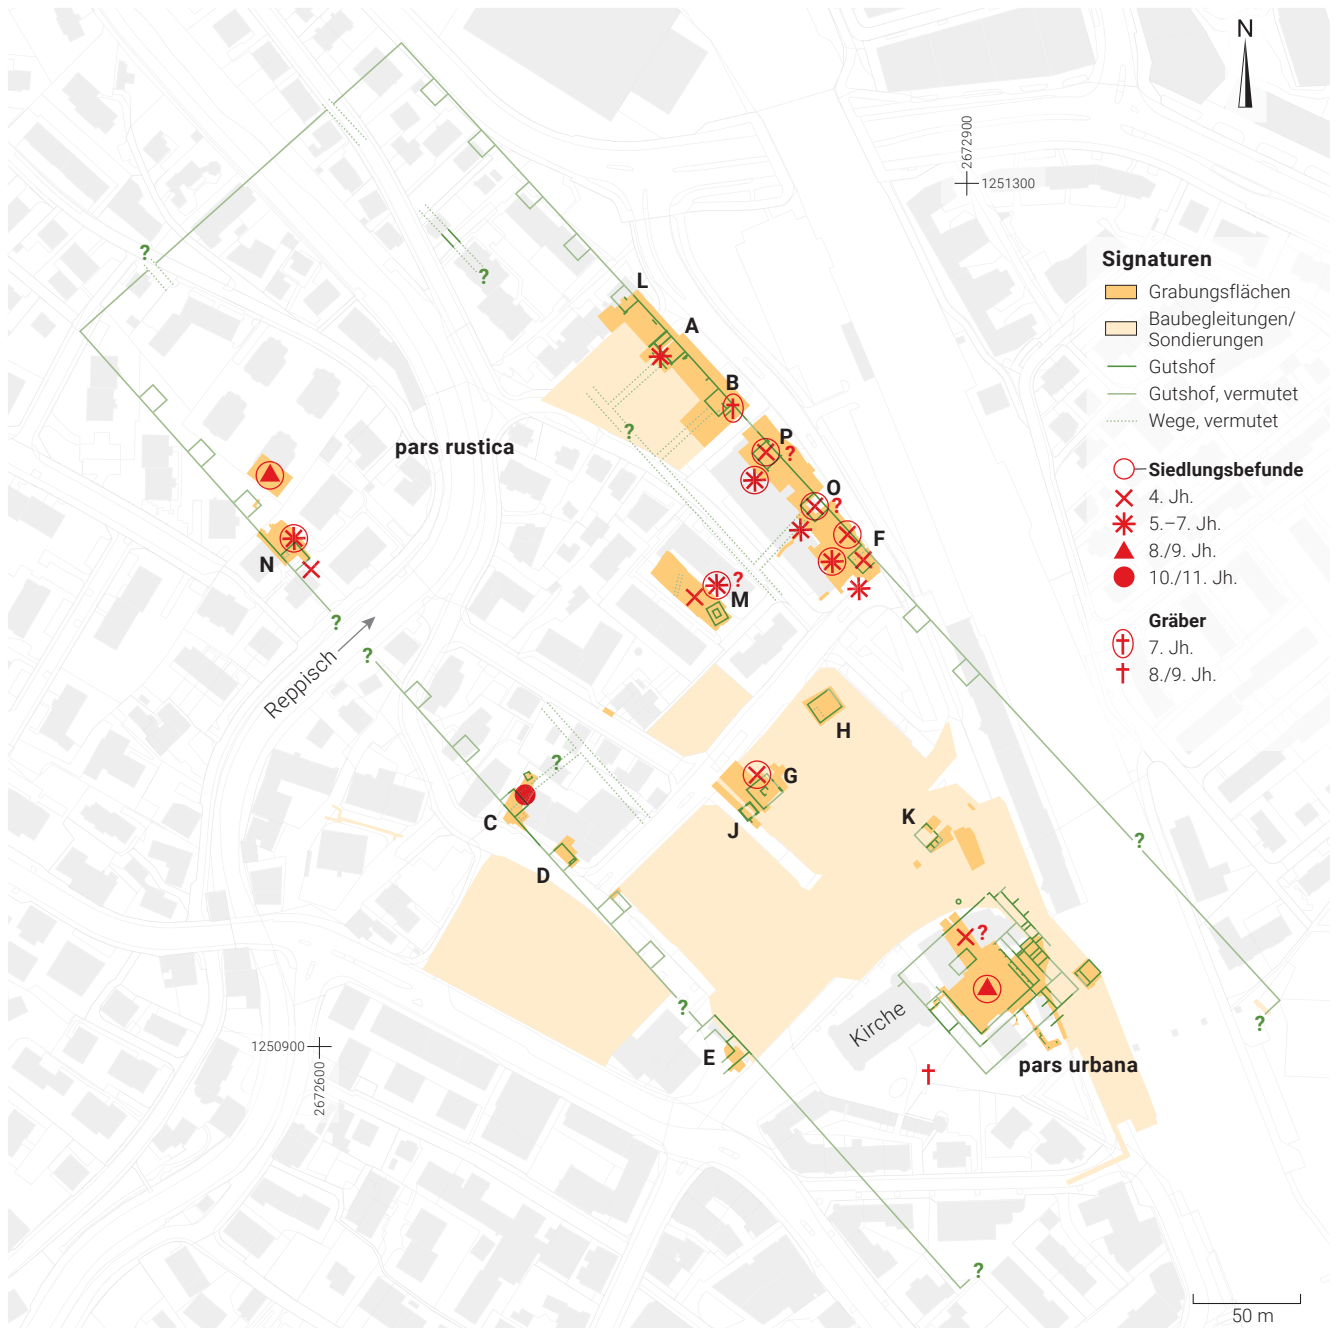 N
2672900
1251300
Signaturen
Grabungsflächen
Baubegleitungen/
Sondierungen
Gutshof
Gutshof, vermutet
Wege, vermutet
Siedlungsbefunde
4. Jh.
5.–7. Jh.
8./9. Jh.
10./11. Jh.
Gräber
7. Jh.
8./9. Jh.
?
?
L
A
B
?
pars rustica
P
?
O
?
F
N
?
M
?
?
Reppisch
H
?
G
C
J
K
?
D
?
?
Kirche
?
1250900
2672600
E
pars urbana
?
50 m